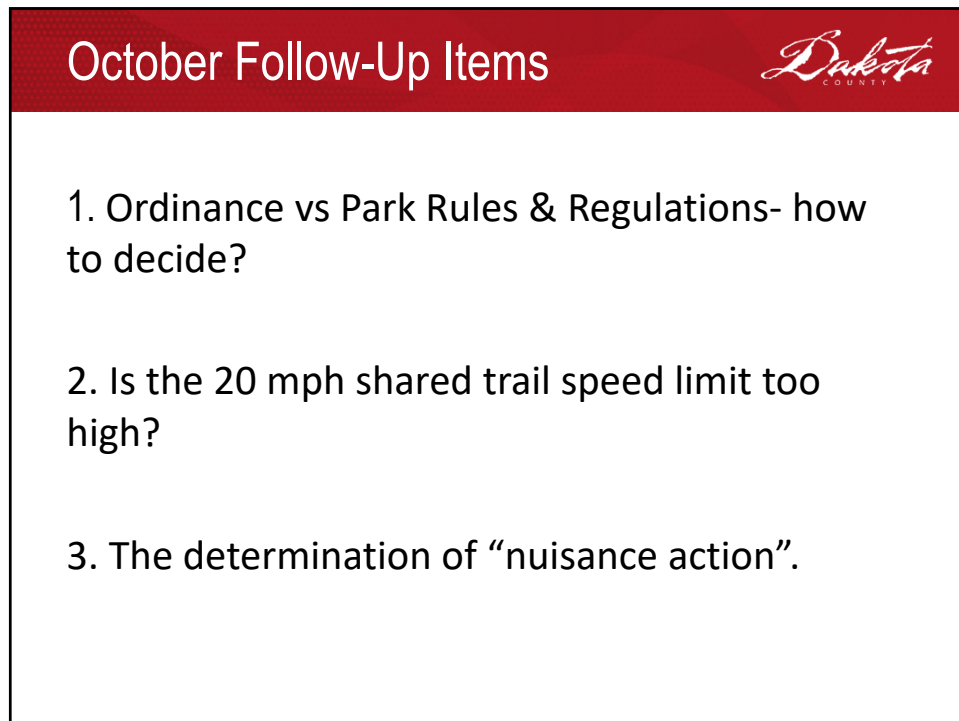 October Follow-Up Items
Dakota
COUNTY
1. Ordinance vs Park Rules & Regulations- how
to decide?
2. Is the 20 mph shared trail speed limit too
high?
3. The determination of “nuisance action”.